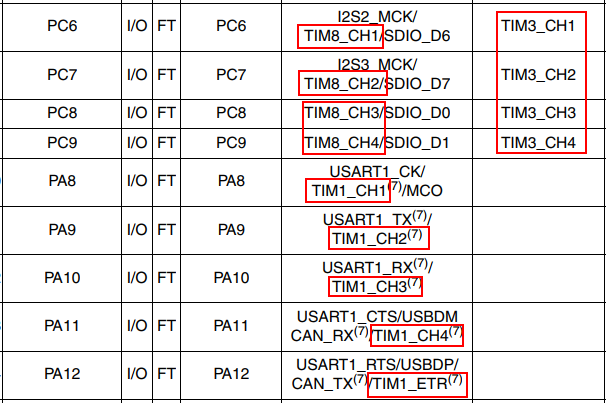 PC6 I/O FT PC6 I2S2_MCK/ TIM3_CH1
TIM8_CH1/SDIO_D6
PC7 I/O FT PC7 I2S3_MCK/ TIM3_CH2
TIM8_CH2/SDIO_D7
PC8 I/O FT PC8 TIM8_CH3/SDIO_D0 TIM3_CH3
PC9 I/O FT PC9 TIM8_CH4/SDIO_D1 TIM3_CH4
PA8 I/O FT PA8 USART1_CK/
TIM1_CH1(7)/MCO
PA9 I/O FT PA9 USART1_TX(7)/
TIM1_CH2(7)
PA10 I/O FT PA10 USART1_RX(7)/
TIM1_CH3(7)
PA11 I/O FT PA11 USART1_CTS/USBDM
CAN_RX(7)/TIM1_CH4(7)
PA12 I/O FT PA12 USART1_RTS/USBDP/
CAN_TX(7)/TIM1_ETR(7)